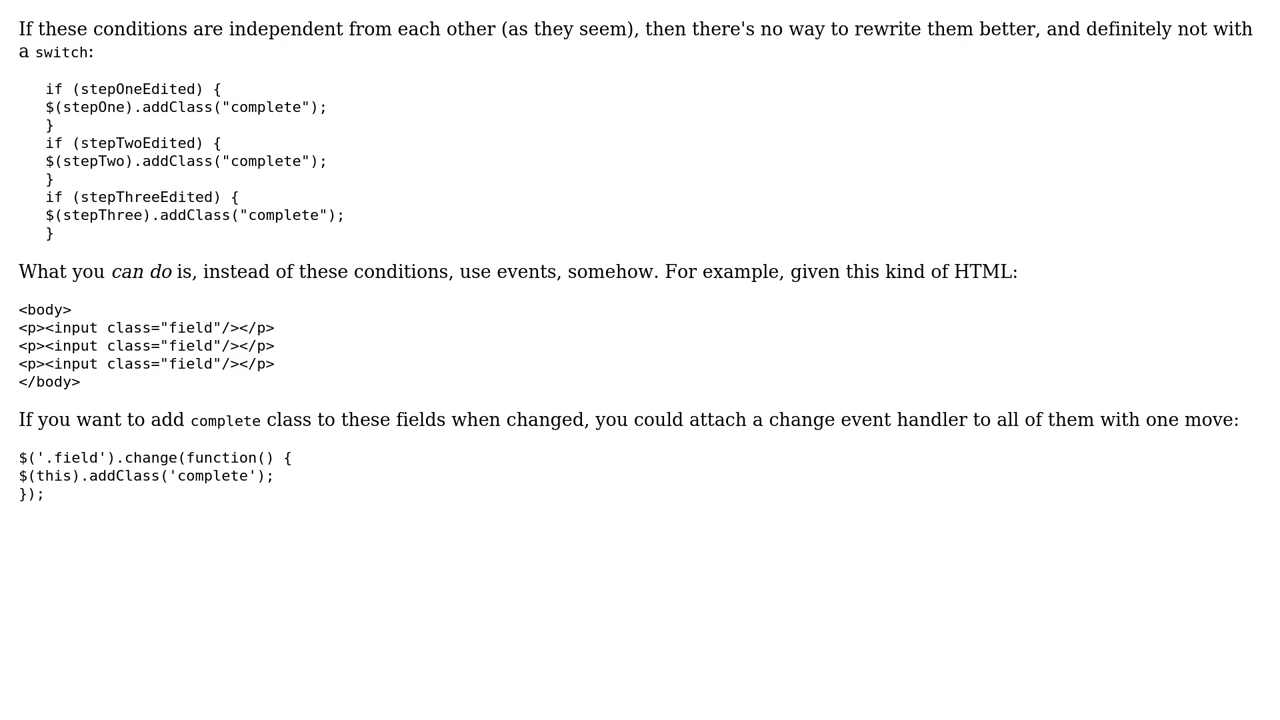 If these conditions are independent from each other (as they seem), then there's no way to rewrite them better, and definitely not with
a switch:
if (stepOneEdited) {
$(stepOne).addClass("complete");
}
if (stepTwoEdited) {
$(stepTwo).addClass("complete");
}
if (stepThreeEdited) {
$(stepThree).addClass("complete");
}
What you can do is, instead of these conditions, use events, somehow. For example, given this kind of HTML:
<body>
<p><input class="field"/></p>
<p><input class="field"/></p>
<p><input class="field"/></p>
</body>
If you want to add complete class to these fields when changed, you could attach a change event handler to all of them with one move:
$('.field').change(function() {
$(this).addClass('complete');
});